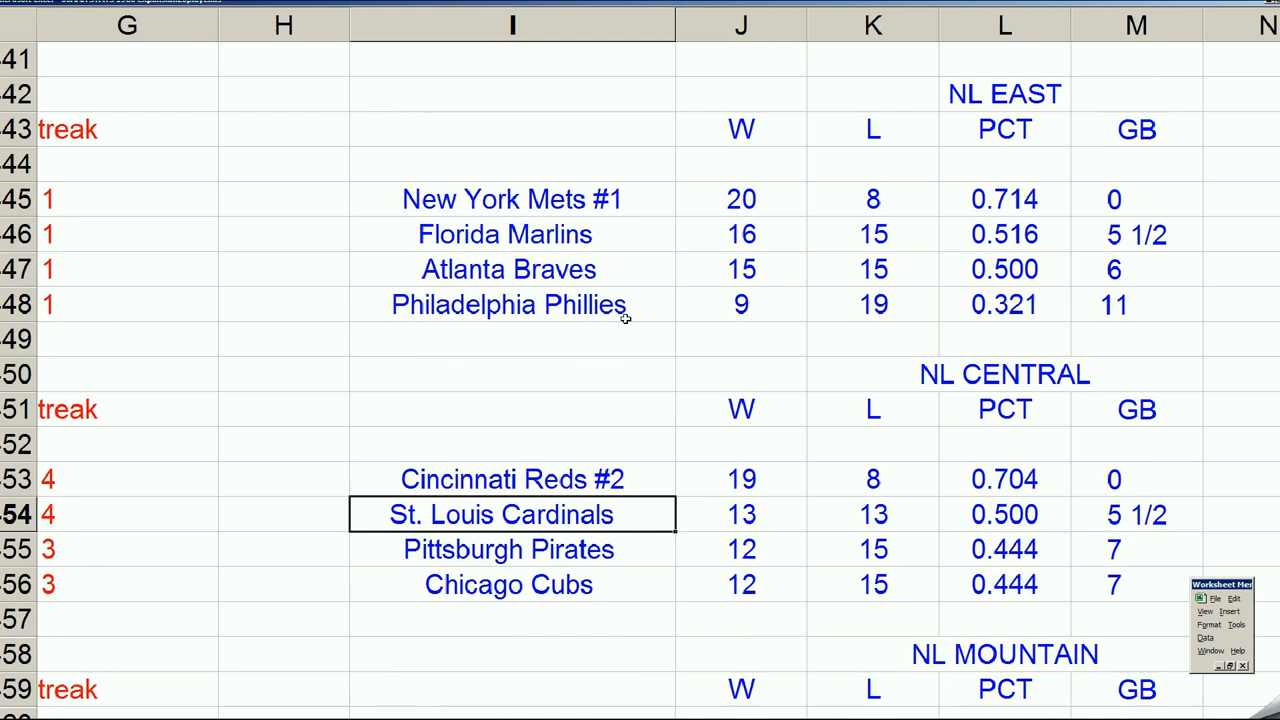 G H I J K L M N
41
42 NL EAST
43 treak W L PCT GB
44
45 1 New York Mets #1 20 8 0.714 0
46 1 Florida Marlins 16 15 0.516 5 1/2
47 1 Atlanta Braves 15 15 0.500 6
48 1 Philadelphia Phillies 9 19 0.321 11
49
50 NL CENTRAL
51 treak W L PCT GB
52
53 4 Cincinnati Reds #2 19 8 0.704 0
54 4 St. Louis Cardinals 13 13 0.500 5 1/2
55 3 Pittsburgh Pirates 12 15 0.444 7
56 3 Chicago Cubs 12 15 0.444 7
57
58 NL MOUNTAIN
59 treak W L PCT GB
Worksheet Mer
File Edit
View Insert
Format Tools
Data
Window Help